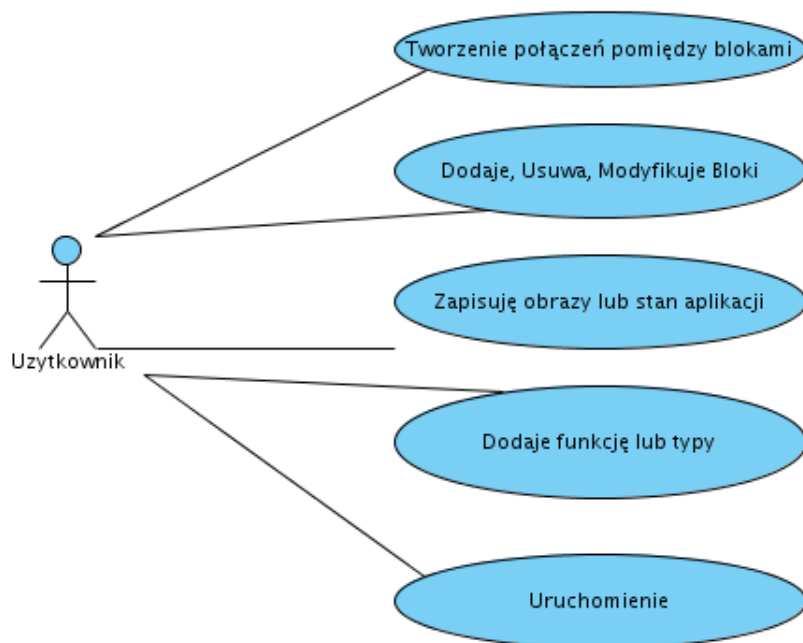 Tworzenie połączeń pomiędzy blokami
Dodaje, Usuwa, Modyfikuje Bloki
Zapisuję obrazy lub stan aplikacji
Uzytkownik
Dodaje funkcję lub typy
Uruchomienie